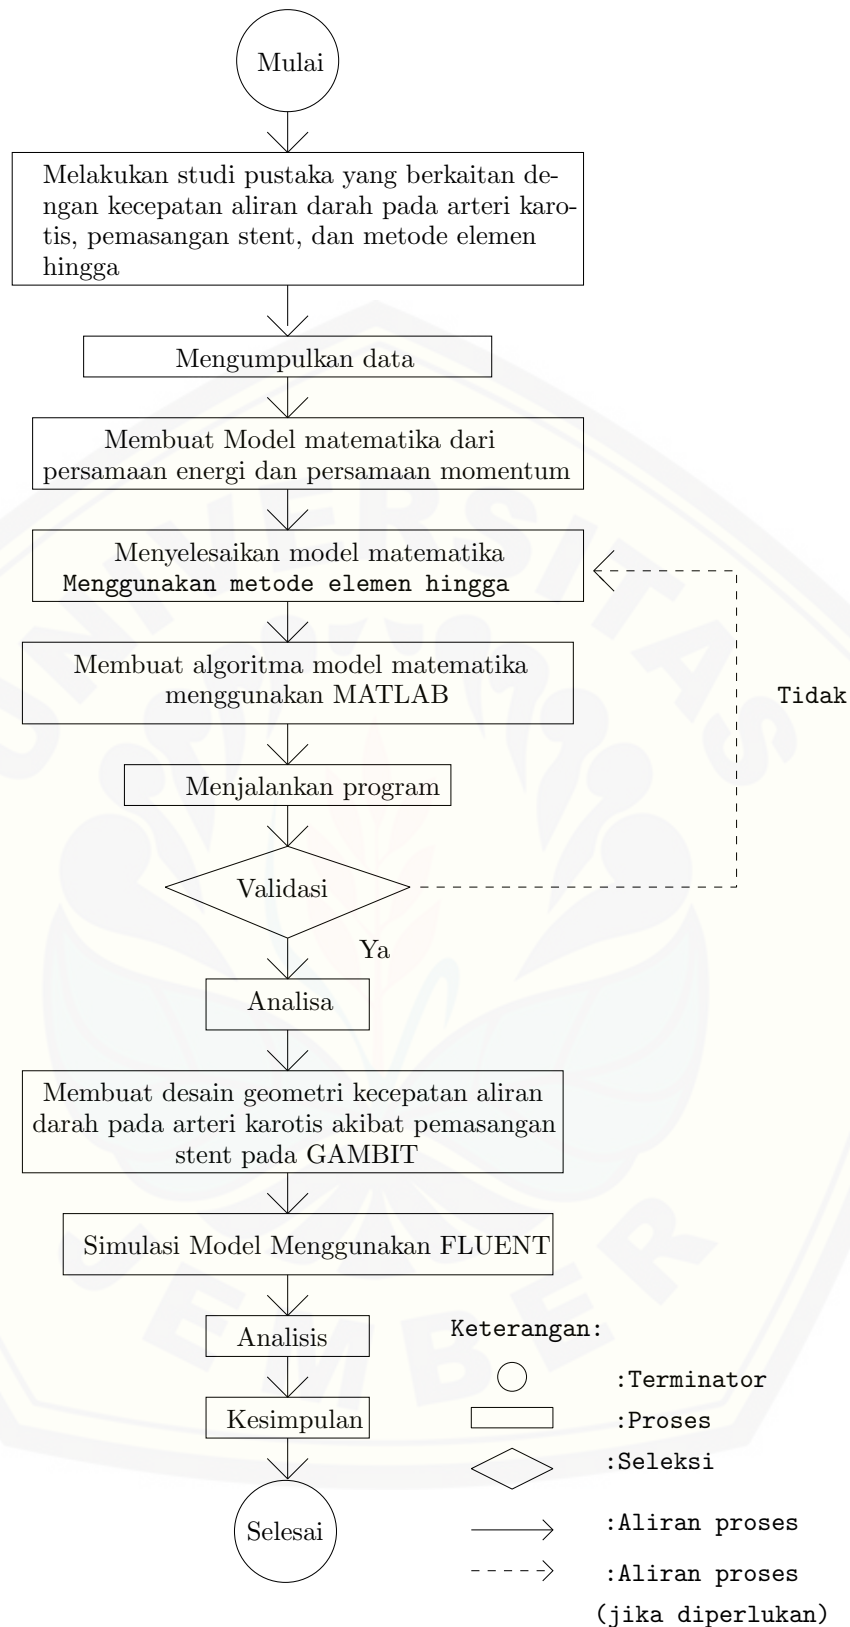 Mulai
Melakukan studi pustaka yang berkaitan de-
ngan kecepatan aliran darah pada arteri karo-
tis, pemasangan stent, dan metode elemen
hingga
Mengumpulkan data
Membuat Model matematika dari
persamaan energi dan persamaan momentum
Menyelesaikan model matematika
Menggunakan metode elemen hingga
Membuat algoritma model matematika
menggunakan MATLAB
Tidak
Menjalankan program
Validasi
Ya
Analisa
Membuat desain geometri kecepatan aliran
darah pada arteri karotis akibat pemasangan
stent pada GAMBIT
Simulasi Model Menggunakan FLUENT
Analisis
Kesimpulan
Selesai
Keterangan:
:Terminator
:Proses
:Seleksi
:Aliran proses
:Aliran proses
(jika diperlukan)
UNIVERSITAS
JEMBER